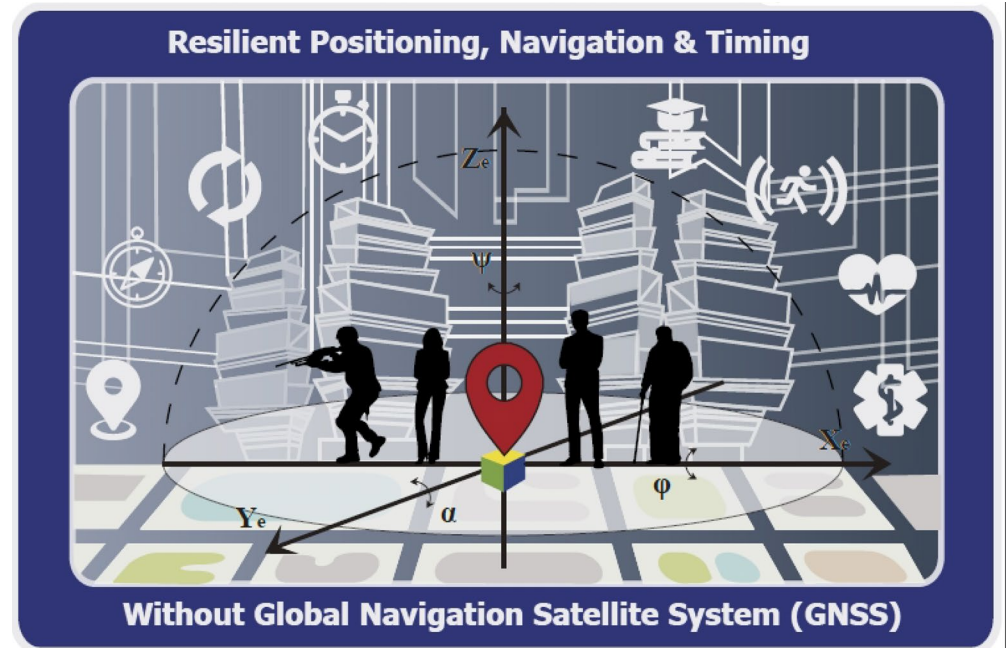 Resilient Positioning, Navigation & Timing
Ze
ψ
Xe
φ
α
Ye
Without Global Navigation Satellite System (GNSS)